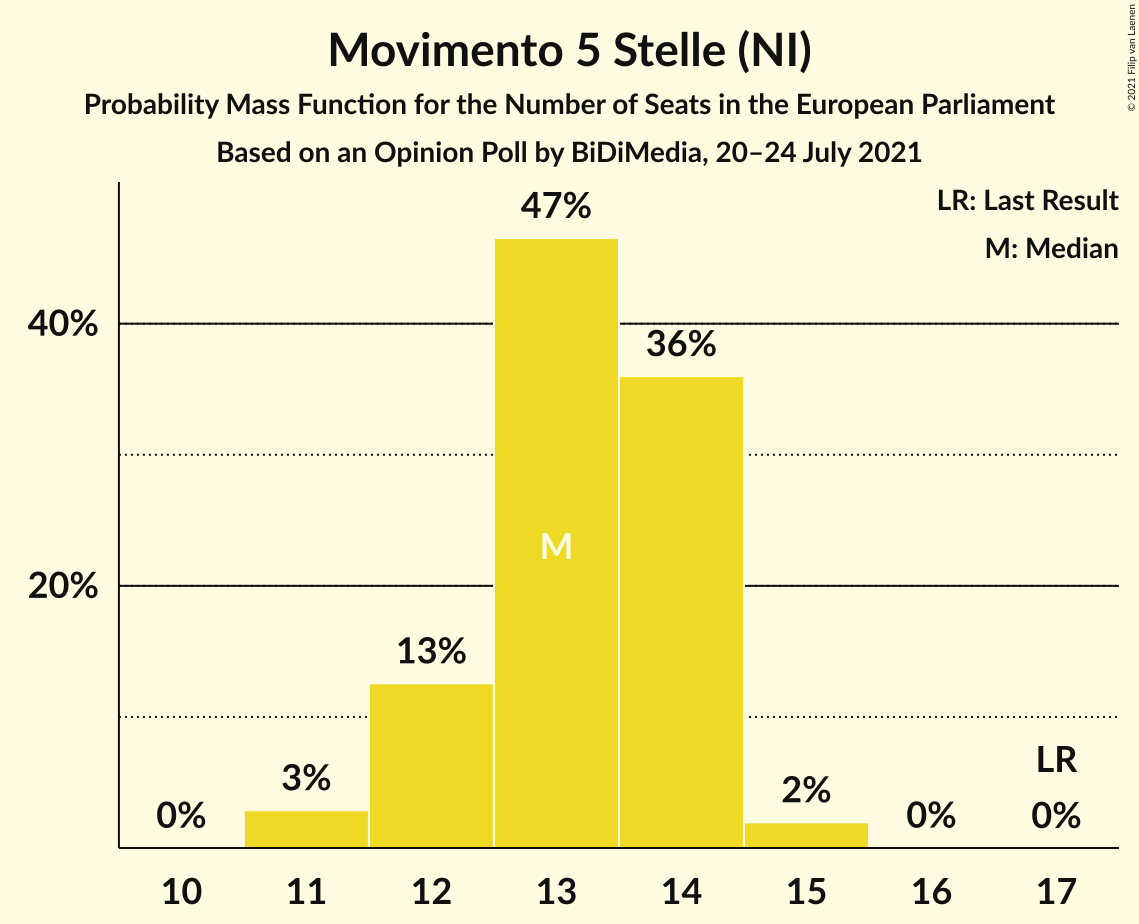 Movimento 5 Stelle (NI)
Probability Mass Function for the Number of Seats in the European Parliament
Based on an Opinion Poll by BiDiMedia, 20–24 July 2021
© 2021 Filip van Laenen
LR: Last Result
M: Median
47%
40%
36%
M
20%
13%
LR
3%
2%
0%
0%
0%
10 11 12 13 14 15 16 17